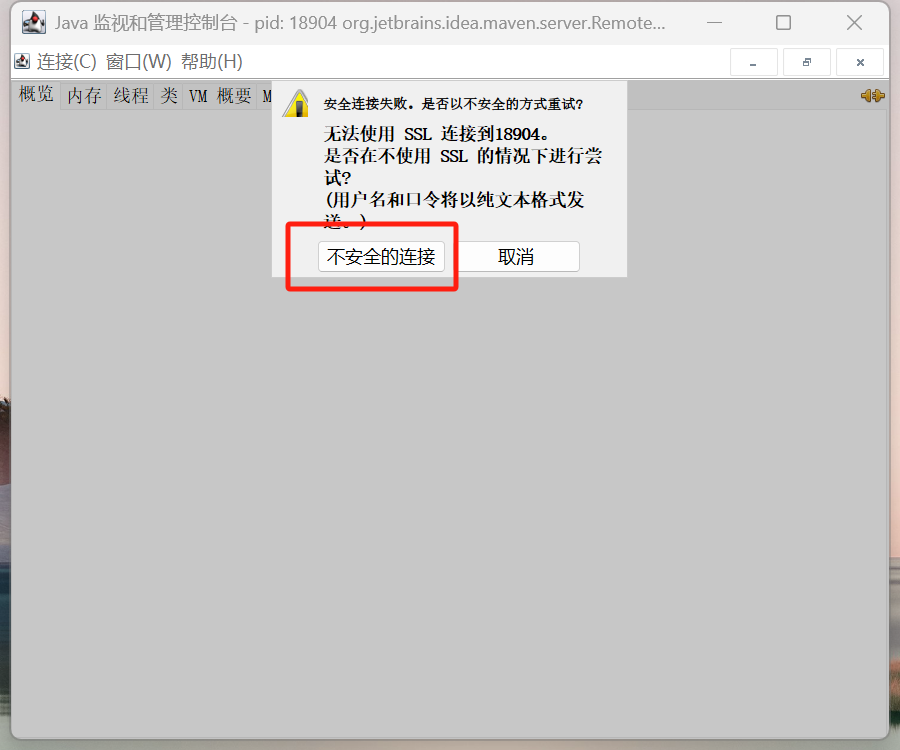 Java 监视和管理控制台 - pid: 18904 org.jetbrains.idea.maven.server.Remote...
连接(C) 窗口(W) 帮助(H)
概览 内存 线程 类 VM 概要 M
安全连接失败。是否以不安全的方式重试?
无法使用 SSL 连接到18904。
是否在不使用 SSL 的情况下进行尝
试?
(用户名和口令将以纯文本格式发
送。)
不安全的连接 取消